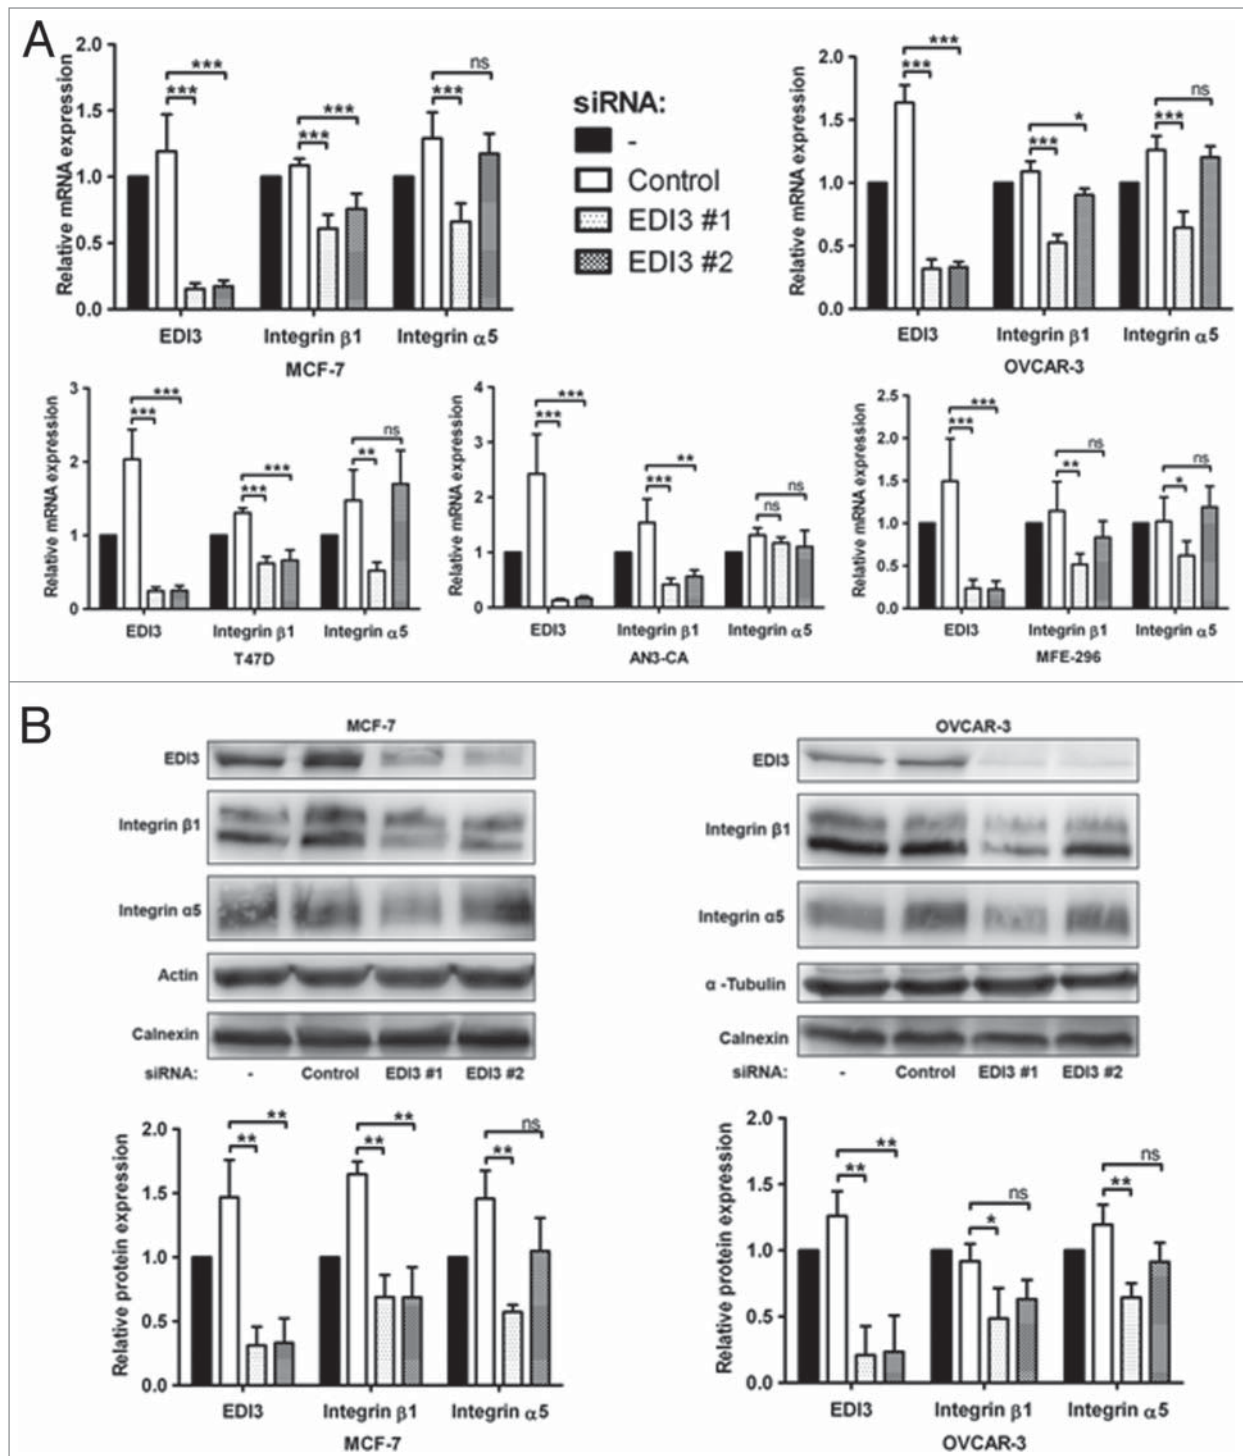 A
Relative mRNA expression
2.0
1.5
1.0
0.5
0.0
*** *** *** *** *** ns
EDI3 Integrin β1 Integrin α5
MCF-7
siRNA:
-
Control
EDI3 #1
EDI3 #2
Relative mRNA expression
2.0
1.5
1.0
0.5
0.0
*** *** *** * *** ns
EDI3 Integrin β1 Integrin α5
OVCAR-3
Relative mRNA expression
3
2
1
0
*** *** *** *** ** ns
EDI3 Integrin β1 Integrin α5
T47D
Relative mRNA expression
4
3
2
1
0
*** *** *** ** ns ns
EDI3 Integrin β1 Integrin α5
AN3-CA
Relative mRNA expression
2.5
2.0
1.5
1.0
0.5
0.0
*** *** ** ns * ns
EDI3 Integrin β1 Integrin α5
MFE-296
B
MCF-7
EDI3
Integrin β1
Integrin α5
Actin
Calnexin
siRNA: - Control EDI3 #1 EDI3 #2
OVCAR-3
EDI3
Integrin β1
Integrin α5
α -Tubulin
Calnexin
siRNA: - Control EDI3 #1 EDI3 #2
Relative protein expression
2.0
1.5
1.0
0.5
0.0
** ** ** ** ** ns
EDI3 Integrin β1 Integrin α5
MCF-7
Relative protein expression
2.0
1.5
1.0
0.5
0.0
** ** * ns ** ns
EDI3 Integrin β1 Integrin α5
OVCAR-3